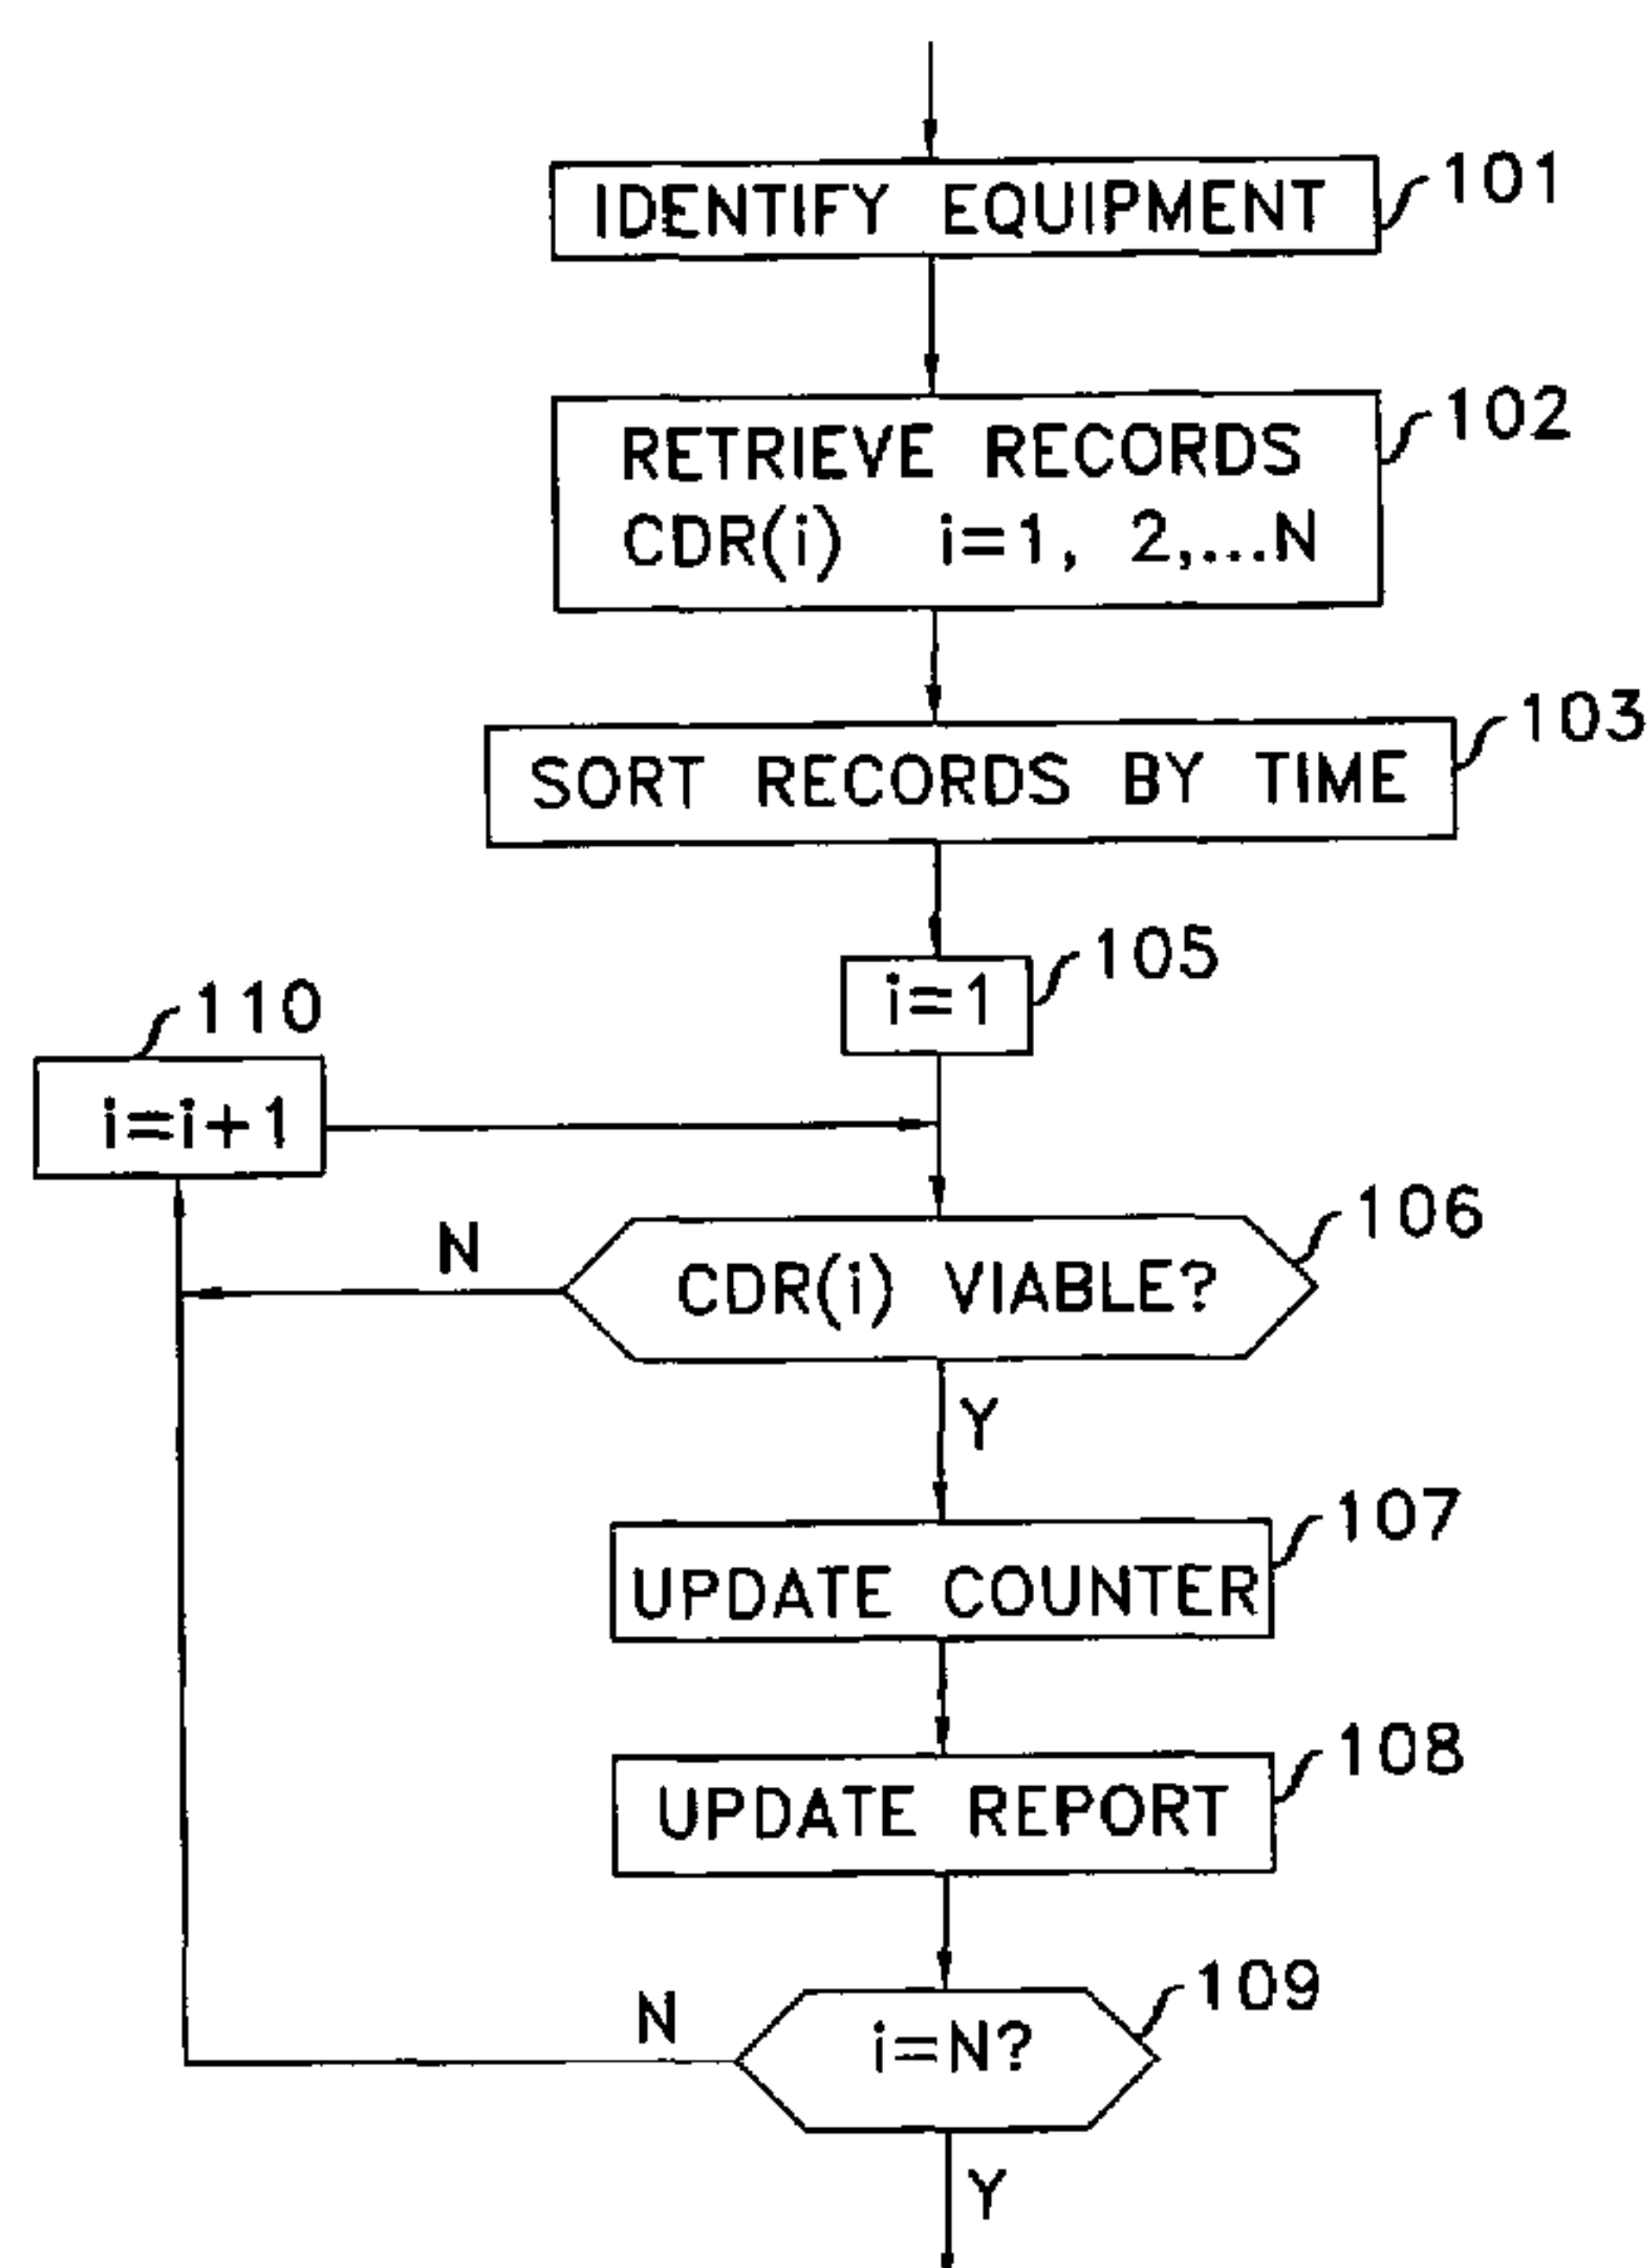 IDENTIFY EQUIPMENT
101
RETRIEVE RECORDS
CDR(i) i=1, 2,...N
102
SORT RECORDS BY TIME
103
i=1
105
110
i=i+1
CDR(i) VIABLE?
106
N
Y
UPDATE COUNTER
107
UPDATE REPORT
108
i=N?
109
N
Y